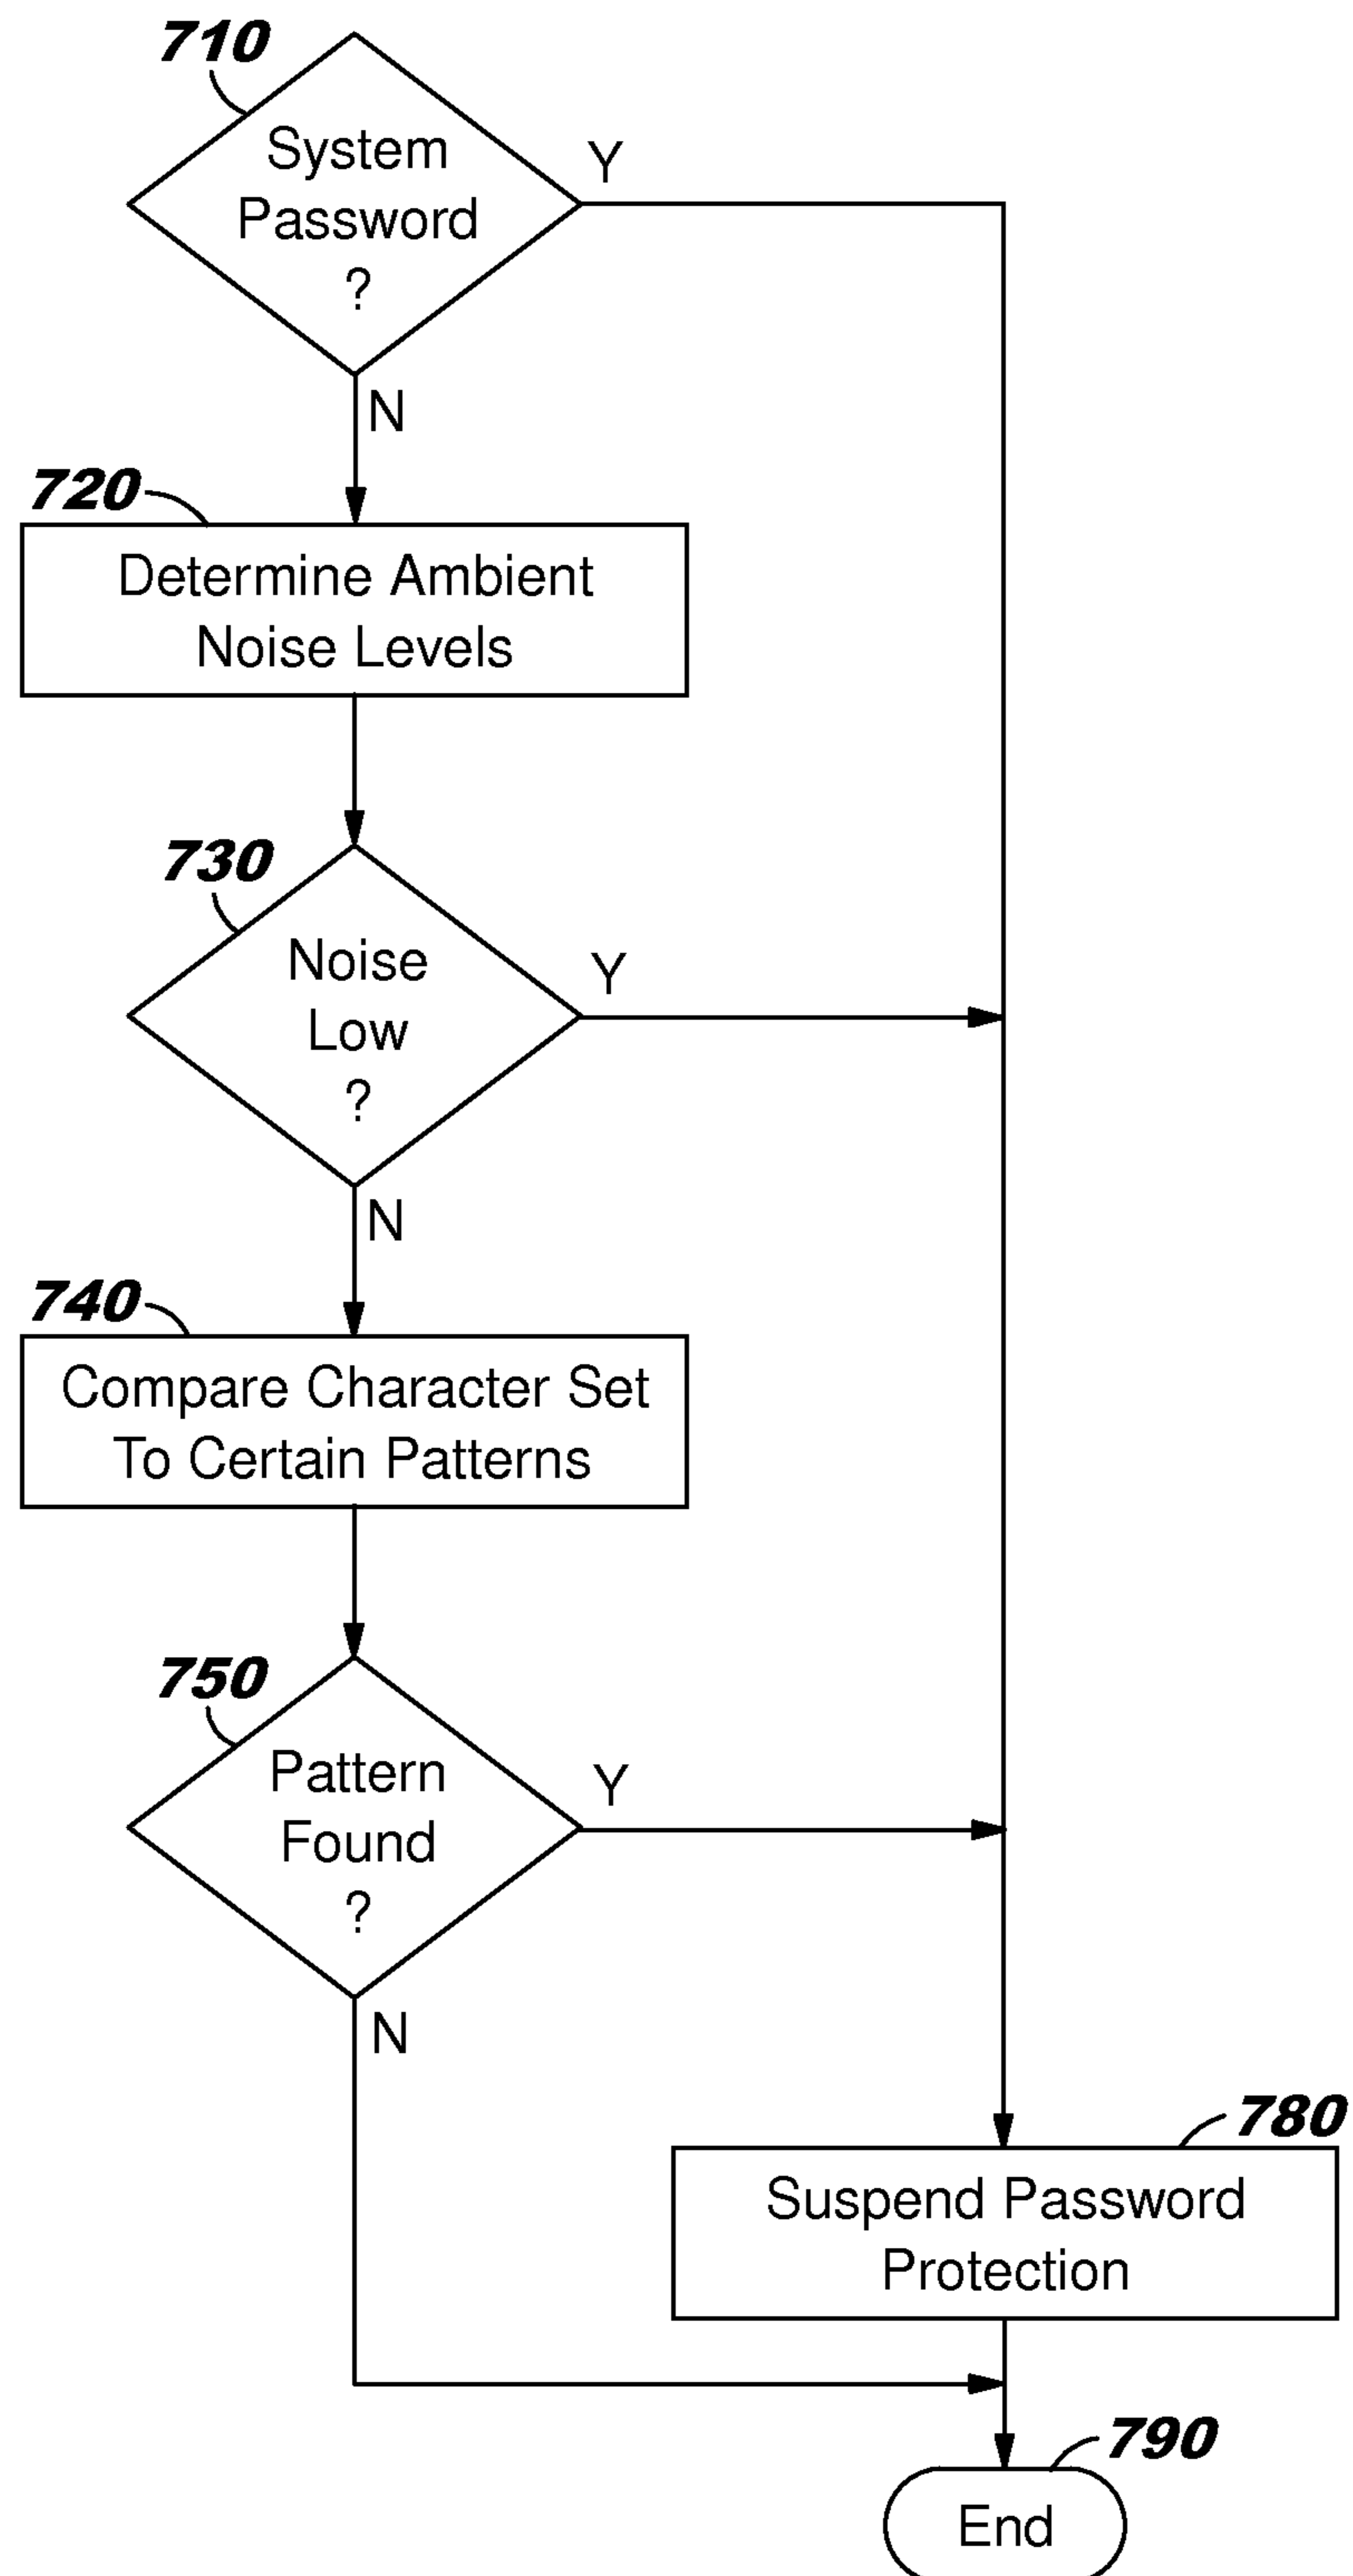 710
System
Password
?
Y
N
720
Determine Ambient
Noise Levels
730
Noise
Low
?
Y
N
740
Compare Character Set
To Certain Patterns
750
Pattern
Found
?
Y
N
780
Suspend Password
Protection
790
End